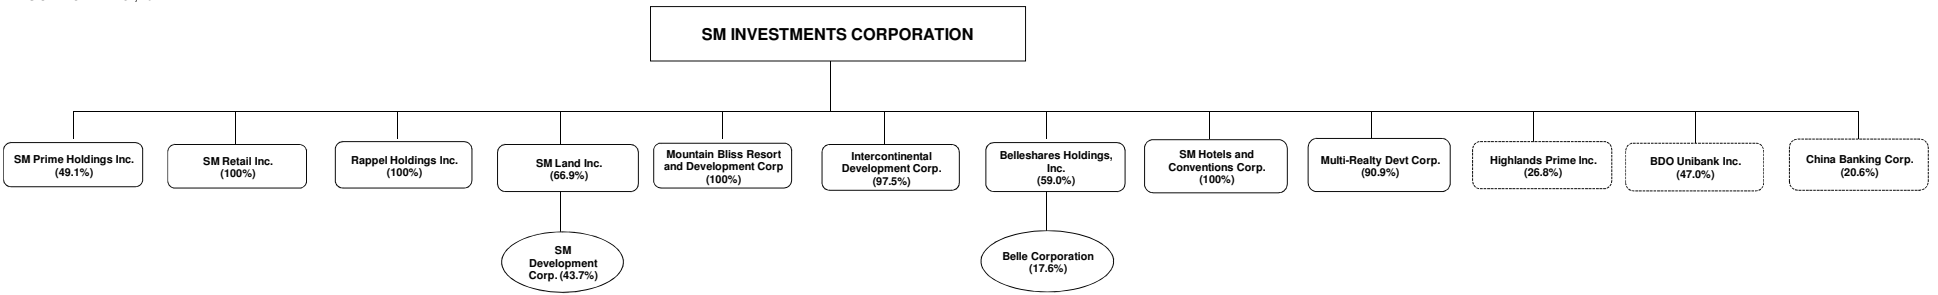 SM INVESTMENTS CORPORATION
SM Prime Holdings Inc.
(49.1%)
SM Retail Inc.
(100%)
Rappel Holdings Inc.
(100%)
SM Land Inc.
(66.9%)
Mountain Bliss Resort
and Development Corp
(100%)
Intercontinental
Development Corp.
(97.5%)
Belleshares Holdings,
Inc.
(59.0%)
SM Hotels and
Conventions Corp.
(100%)
Multi-Realty Devt Corp.
(90.9%)
Highlands Prime Inc.
(26.8%)
BDO Unibank Inc.
(47.0%)
China Banking Corp.
(20.6%)
SM
Development
Corp. (43.7%)
Belle Corporation
(17.6%)